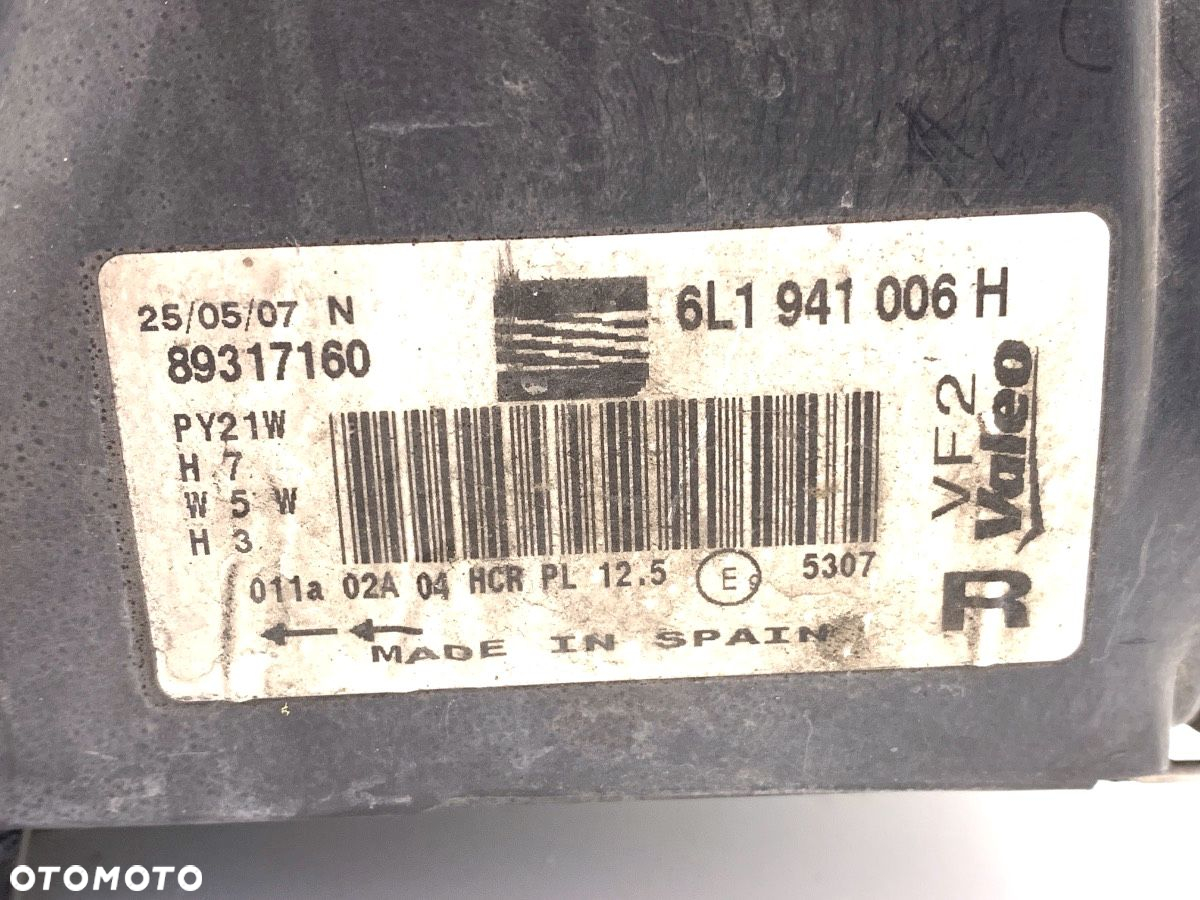 25/05/07 N
89317160
6L1 941 006 H
PY21W
H 7
W 5 W
H 3
VF2
Valeo
011a 02A 04 HCR PL 12.5 E9 5307
R
MADE IN SPAIN
OTOMOTO